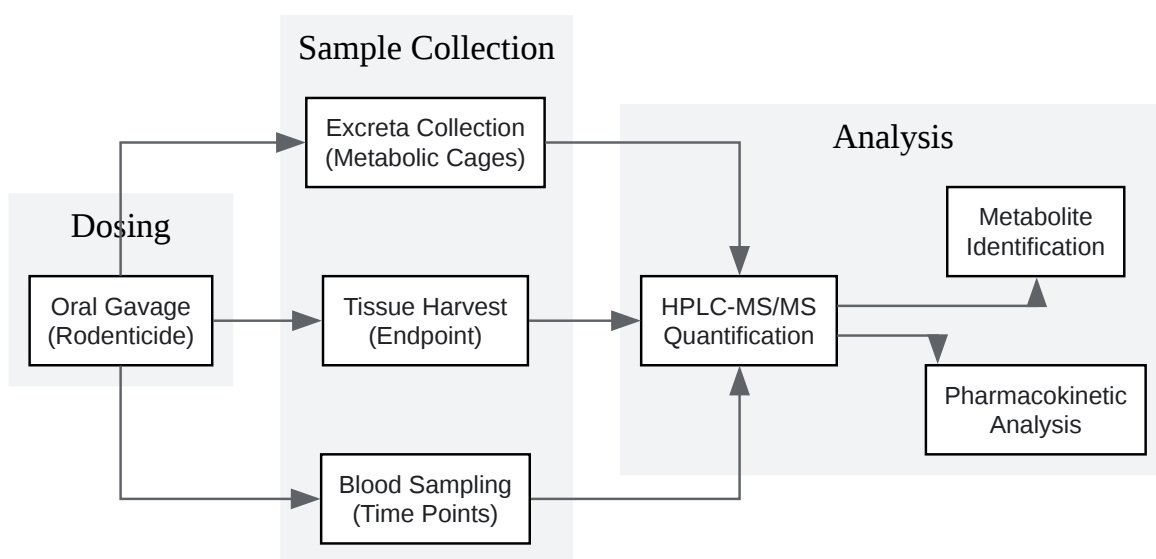 Sample Collection
Excreta Collection
(Metabolic Cages)
Analysis
Dosing
Metabolite
Identification
Oral Gavage
(Rodenticide)
Tissue Harvest
(Endpoint)
HPLC-MS/MS
Quantification
Pharmacokinetic
Analysis
Blood Sampling
(Time Points)